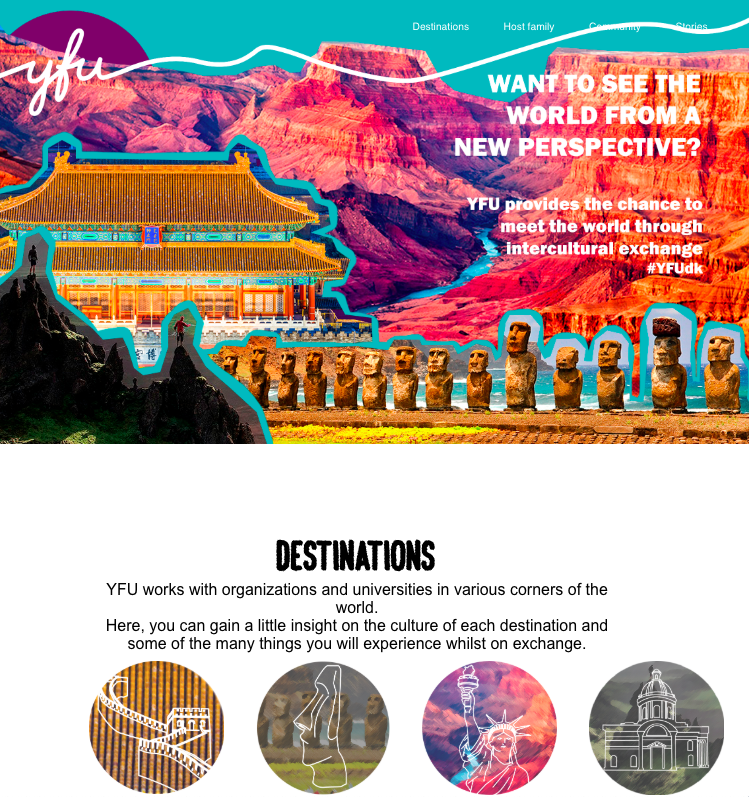 yfu
Destinations Host family Community Stories
WANT TO SEE THE
WORLD FROM A
NEW PERSPECTIVE?
YFU provides the chance to
meet the world through
intercultural exchange
#YFUdk
DESTINATIONS
YFU works with organizations and universities in various corners of the
world.
Here, you can gain a little insight on the culture of each destination and
some of the many things you will experience whilst on exchange.